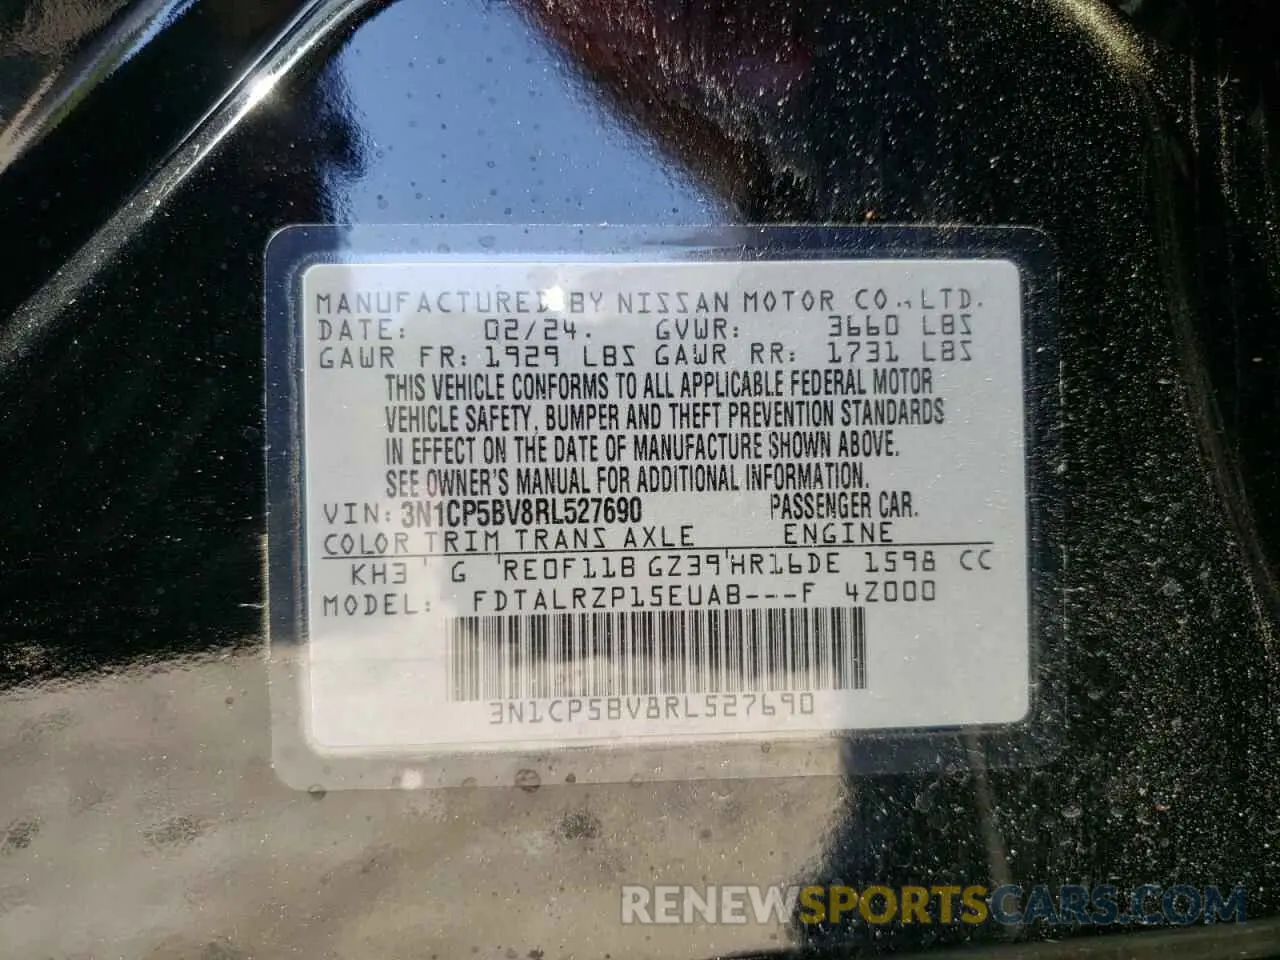 MANUFACTURED BY NISSAN MOTOR CO., LTD.
DATE: 02/24. GVWR: 3660 LBS
GAWR FR: 1929 LBS GAWR RR: 1731 LBS
THIS VEHICLE CONFORMS TO ALL APPLICABLE FEDERAL MOTOR
VEHICLE SAFETY, BUMPER AND THEFT PREVENTION STANDARDS
IN EFFECT ON THE DATE OF MANUFACTURE SHOWN ABOVE.
SEE OWNER'S MANUAL FOR ADDITIONAL INFORMATION.
VIN: 3N1CP5BV8RL527690 PASSENGER CAR.
COLOR TRIM TRANS AXLE ENGINE
KH3 ' G 'RE0F11B GZ39'HR16DE 1598 CC
MODEL: FDTALRZP15EUAB---F 4Z000
3N1CP5BV8RL527690
RENEWSPORTSCARS.COM